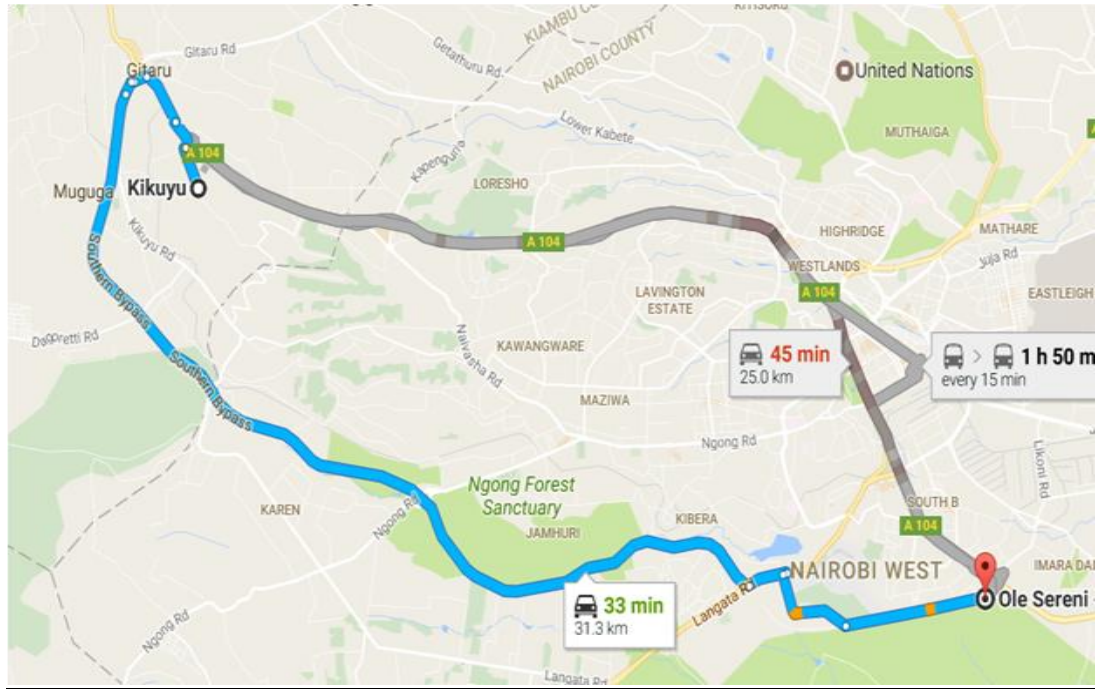 KIAMBU CO
NAIROBI COUNTY
KITISURU
Gitaru Rd
Getathuru Rd
Gitaru
United Nations
MUTHAIGA
Lower Kabete
A 104
Kapenguria
LORESHO
Muguga
Kikuyu
Kikuyu Rd
HIGHRIDGE
MATHARE
Juja Rd
A 104
WESTLANDS
Southern Bypass
A 104
EASTLEIGH
LAVINGTON
ESTATE
Dagoretti Rd
Naivasha Rd
KAWANGWARE
45 min
25.0 km
1 h 50 m
every 15 min
Southern Bypass
MAZIWA
Ngong Rd
Likoni Rd
Ngong Forest
Sanctuary
KAREN
Ngong Rd
JAMHURI
KIBERA
SOUTH B
A 104
NAIROBI WEST
IMARA DAI
Langata Rd
33 min
31.3 km
Ole Sereni
Ngong Rd
Langata Rd